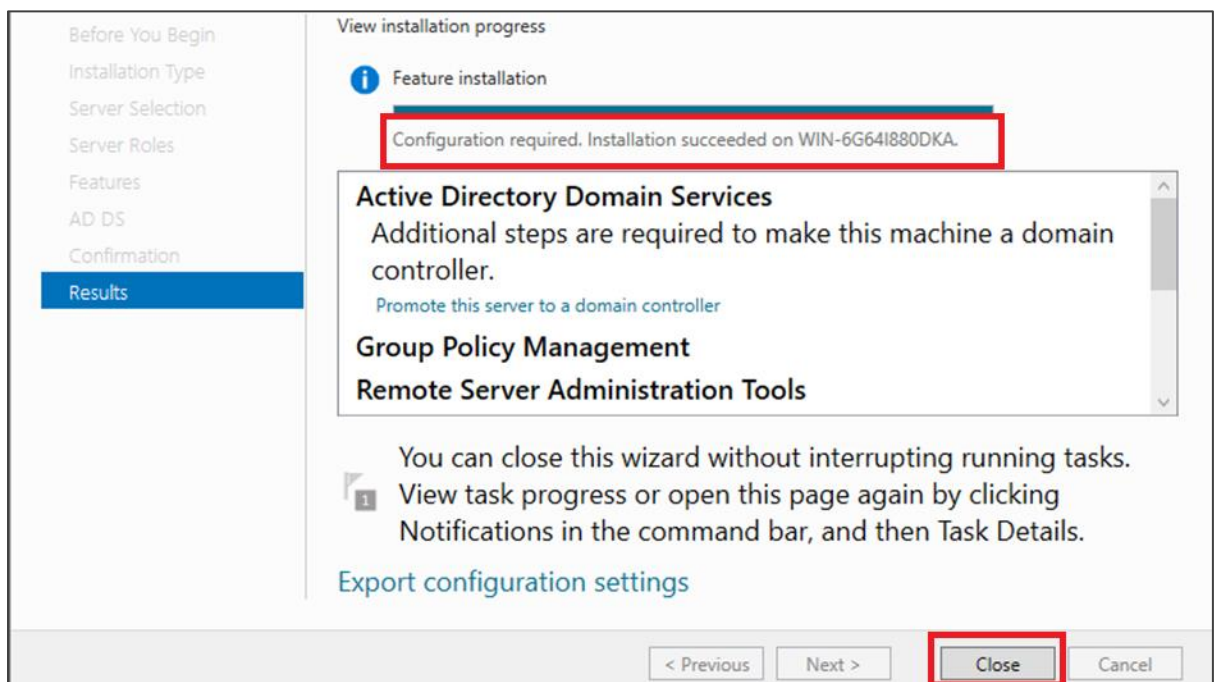 Before You Begin
Installation Type
Server Selection
Server Roles
Features
AD DS
Confirmation
Results
View installation progress
Feature installation
Configuration required. Installation succeeded on WIN-6G64I880DKA.
Active Directory Domain Services
Additional steps are required to make this machine a domain
controller.
Promote this server to a domain controller
Group Policy Management
Remote Server Administration Tools
1
You can close this wizard without interrupting running tasks.
View task progress or open this page again by clicking
Notifications in the command bar, and then Task Details.
Export configuration settings
< Previous
Next >
Close
Cancel